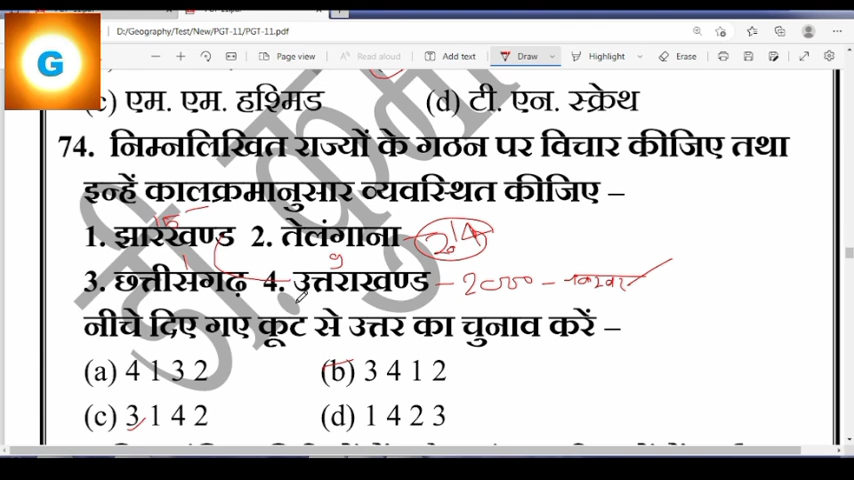 G
D:/Geography/Test/New/PGT-11/PGT-11.pdf
Page view
Read aloud
Add text
Draw
Highlight
Erase
(c) एम. एम. हश्मिड (d) टी. एन. स्क्रेथ
74. निम्नलिखित राज्यों के गठन पर विचार कीजिए तथा
इन्हें कालक्रमानुसार व्यवस्थित कीजिए –
15
1. झारखण्ड 2. तेलंगाना 2014
1 9
3. छत्तीसगढ़ 4. उत्तराखण्ड – 2000 –
नीचे दिए गए कूट से उत्तर का चुनाव करें –
(a) 4 1 3 2 (b) 3 4 1 2
(c) 3 1 4 2 (d) 1 4 2 3